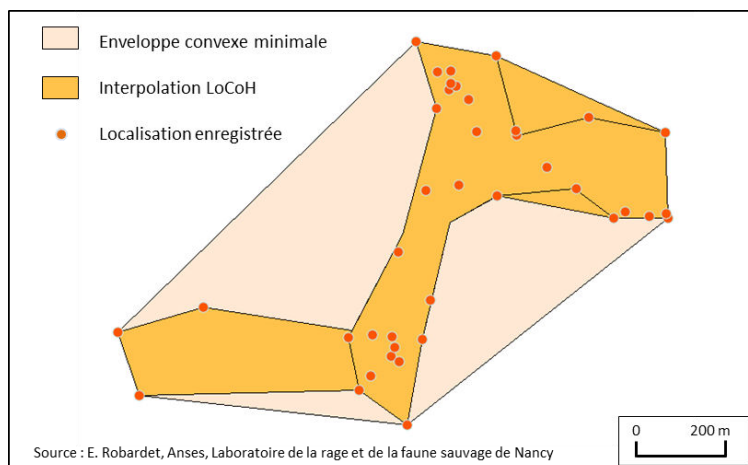 Enveloppe convexe minimale
Interpolation LoCoH
Localisation enregistrée
0 200 m
Source : E. Robardet, Anses, Laboratoire de la rage et de la faune sauvage de Nancy